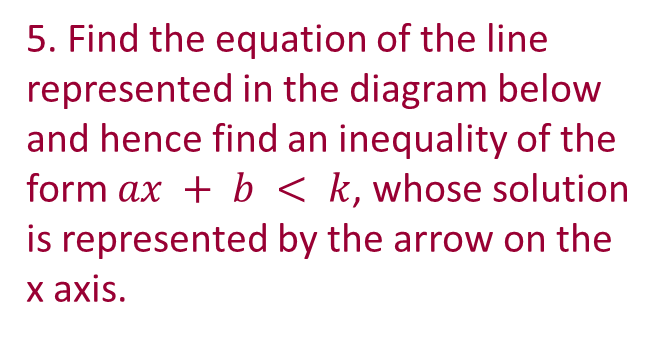 5. Find the equation of the line
represented in the diagram below
and hence find an inequality of the
form ax + b < k, whose solution
is represented by the arrow on the
x axis.